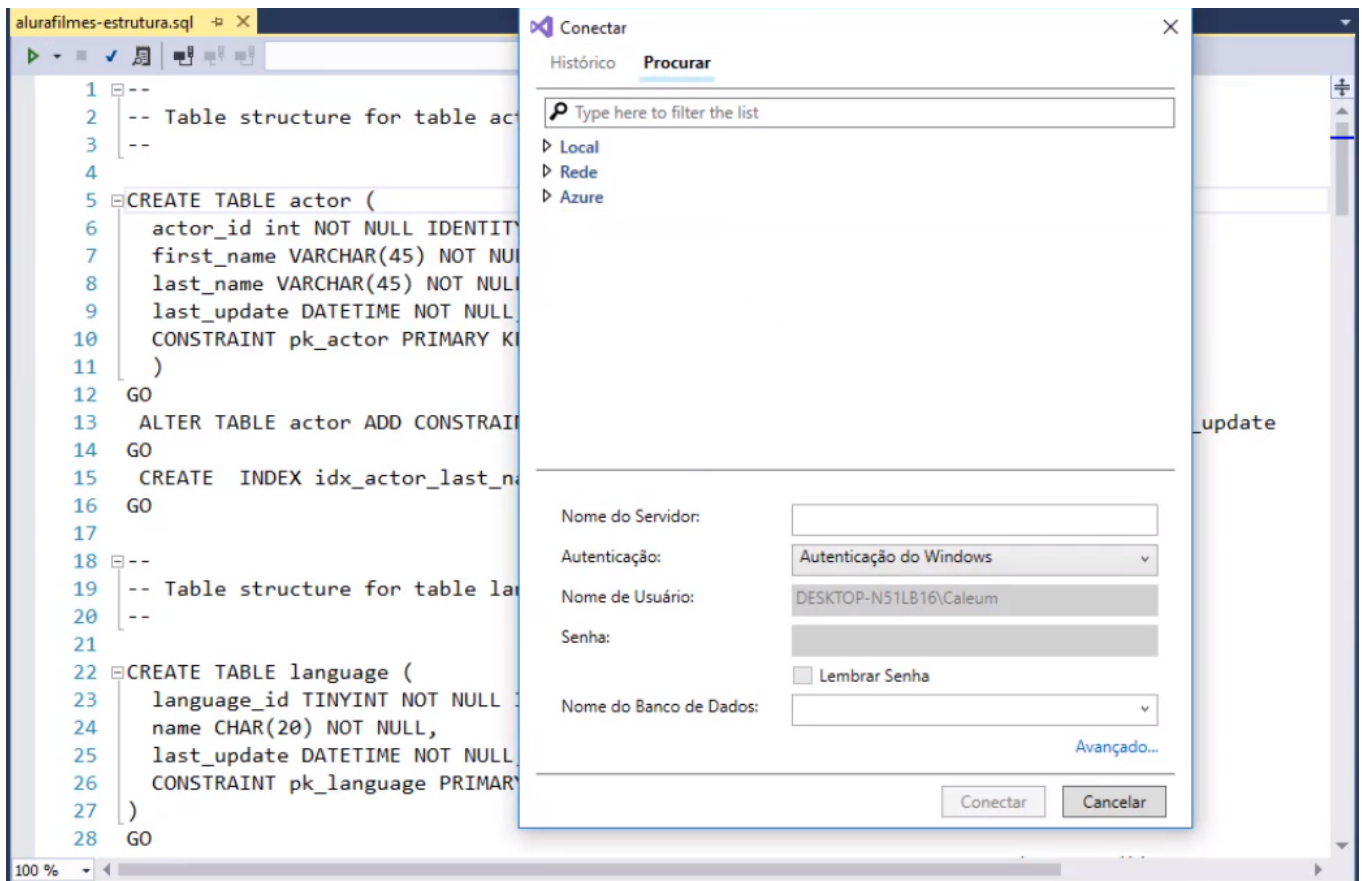 alurafilmes-estrutura.sql
1 --
2 -- Table structure for table act
3 --
4
5 CREATE TABLE actor (
6 actor_id int NOT NULL IDENTITY
7 first_name VARCHAR(45) NOT NUL
8 last_name VARCHAR(45) NOT NULL
9 last_update DATETIME NOT NULL,
10 CONSTRAINT pk_actor PRIMARY KE
11 )
12 GO
13 ALTER TABLE actor ADD CONSTRAIN _update
14 GO
15 CREATE INDEX idx_actor_last_na
16 GO
17
18 --
19 -- Table structure for table lan
20 --
21
22 CREATE TABLE language (
23 language_id TINYINT NOT NULL I
24 name CHAR(20) NOT NULL,
25 last_update DATETIME NOT NULL,
26 CONSTRAINT pk_language PRIMARY
27 )
28 GO
100 %
Conectar
Histórico Procurar
Type here to filter the list
Local
Rede
Azure
Nome do Servidor:
Autenticação: Autenticação do Windows
Nome de Usuário: DESKTOP-N51LB16\Caleum
Senha:
Lembrar Senha
Nome do Banco de Dados:
Avançado...
Conectar Cancelar